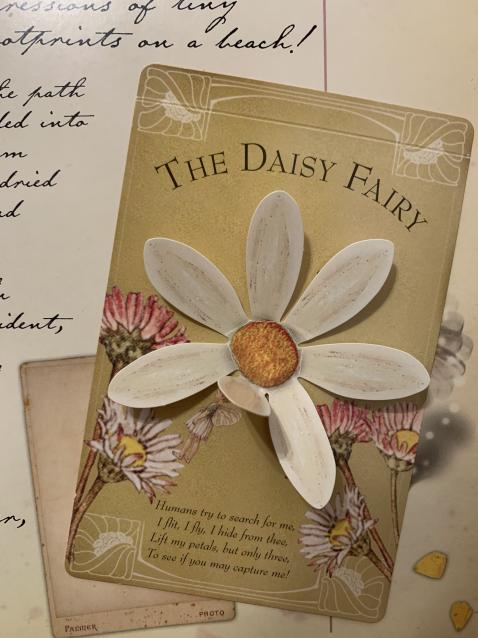 ressions of tiny
otprints on a beach!
he path
led into
m
dried
nd
ident,
THE DAISY FAIRY
Humans try to search for me,
I flit, I fly, I hide from thee,
Lift my petals, but only three,
To see if you may capture me!
PALMER PHOTO